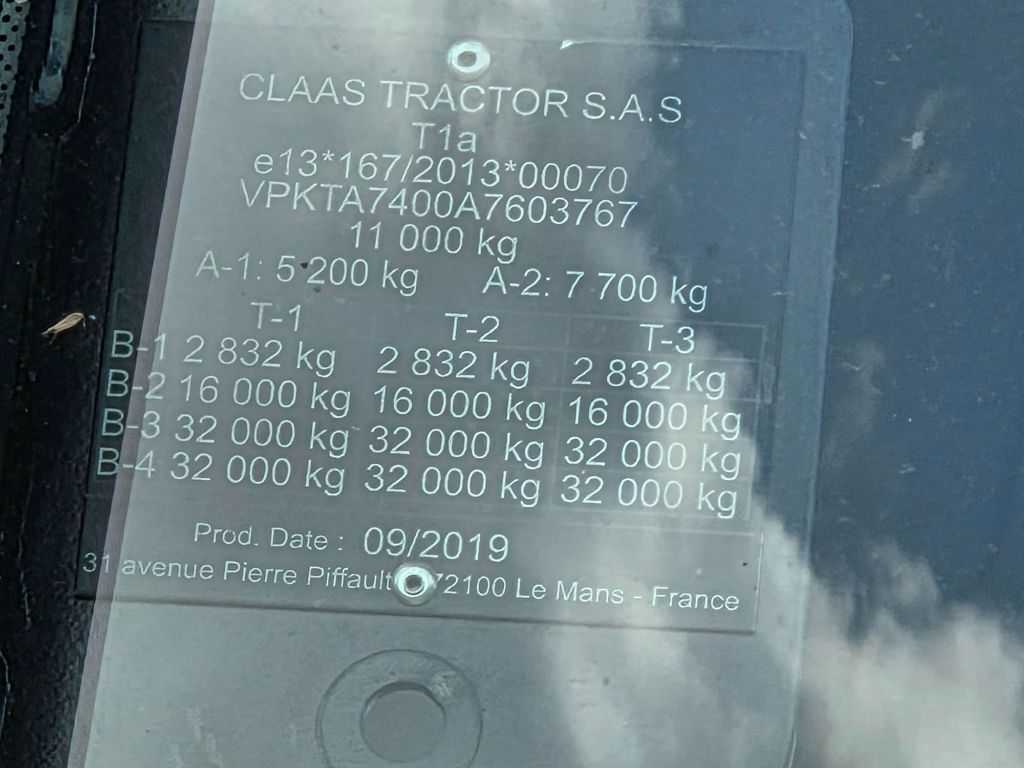 CLAAS TRACTOR S.A.S
T1a
e13*167/2013*00070
VPKTA7400A7603767
11 000 kg
A-1: 5 200 kg A-2: 7 700 kg
T-1 T-2 T-3
B-1 2 832 kg 2 832 kg 2 832 kg
B-2 16 000 kg 16 000 kg 16 000 kg
B-3 32 000 kg 32 000 kg 32 000 kg
B-4 32 000 kg 32 000 kg 32 000 kg
Prod. Date : 09/2019
31 avenue Pierre Piffault 72100 Le Mans - France